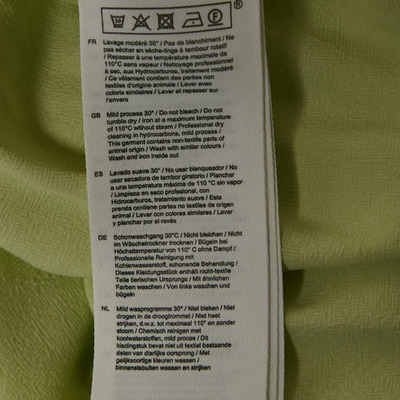 ®
FR Lavage modéré 30° / Pas de blanchiment / Ne
pas sécher en sèche-linge à tambour rotatif
/ Repasser à une température maximale de
110°C sans vapeur / Nettoyage professionnel
à sec, aux Hydrocarbures, traitement modéré
/ Ce vêtement contient des parties non
textiles d'origine animale / Laver avec
coloris similaires / Laver et repasser sur
l'envers
GB Mild process 30° / Do not bleach / Do not
tumble dry / Iron at a maximum temperature
of 110°C without steam / Professional dry
cleaning in hydrocarbons, mild process /
This garment contains non-textile parts of
animal origin / Wash with similar colours /
Wash and iron inside out
ES Lavado suave 30° / No usar blanqueador / No
usar secadora de tambor giratorio / Planchar
a una temperatura máxima de 110 °C sin vapor
/ Limpieza en seco profesional, con
Hidrocarburos, tratamiento suave / Esta
prenda contiene partes no textiles de origen
animal / Lavar con colores similares / Lavar
y planchar por el revés
DE Schonwaschgang 30°C / Nicht bleichen / Nicht
im Wäschetrockner trocknen / Bügeln bei
Höchsttemperatur von 110° C ohne Dampf /
Professionelle Reinigung mit
Kohlenwasserstoff, schonende Behandlung /
Dieses Kleidungsstück enhält nicht-textile
Teile tierischen Ursprungs / Mit ähnlichen
Farben waschen / Von links waschen und
bügeln
NL Mild wasprogramma 30° / Niet bleken / Niet
drogen in de droogtrommel / Niet heet
strijken, d.w.z. tot maximaal 110° en zonder
stoom / Chemisch reinigen met
koolwaterstoffen, mild proces / Dit
kledingstuk bevat niet uit textiel bestaande
delen van dierlijke oorsprong / Met
gelijksoortige kleuren wassen /
binnenstebuiten wassen en strijken